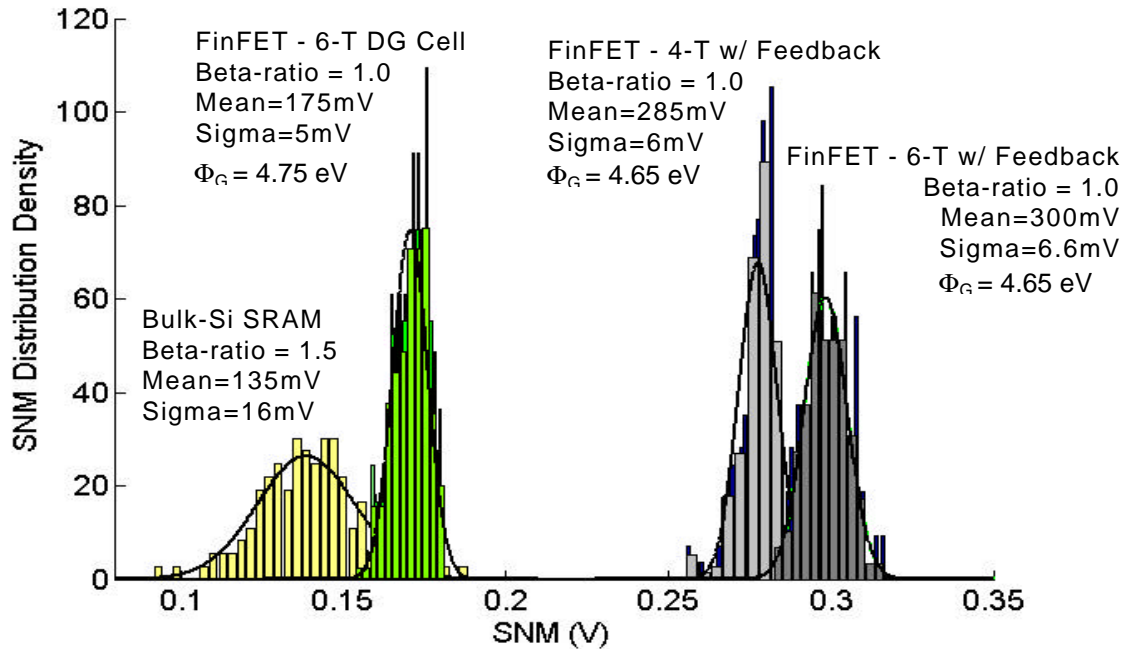 120
100
80
60
40
20
0
SNM Distribution Density
FinFET - 6-T DG Cell
Beta-ratio = 1.0
Mean=175mV
Sigma=5mV
ΦG = 4.75 eV
FinFET - 4-T w/ Feedback
Beta-ratio = 1.0
Mean=285mV
Sigma=6mV
ΦG = 4.65 eV
FinFET - 6-T w/ Feedback
Beta-ratio = 1.0
Mean=300mV
Sigma=6.6mV
ΦG = 4.65 eV
Bulk-Si SRAM
Beta-ratio = 1.5
Mean=135mV
Sigma=16mV
0.1 0.15 0.2 0.25 0.3 0.35
SNM (V)